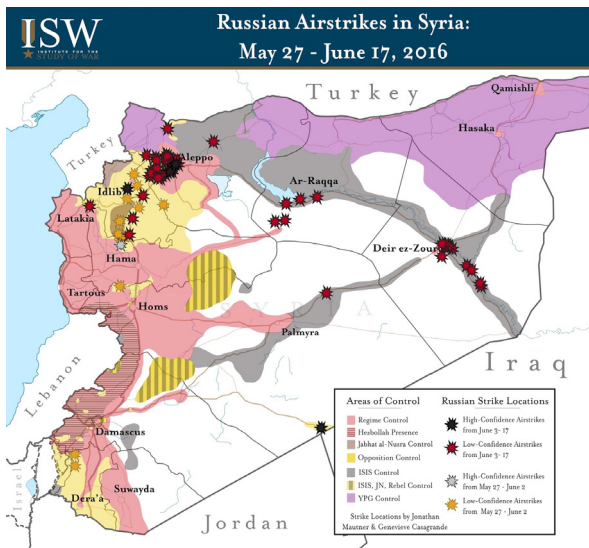 ISW
INSTITUTE FOR THE
STUDY OF WAR
Russian Airstrikes in Syria:
May 27 - June 17, 2016
Turkey
Qamishli
Turkey
Hasaka
Aleppo
Idlib
Ar-Raqqa
Latakia
Deir ez-Zour
Hama
Tartous
Homs
SYRIA
Palmyra
Iraq
Lebanon
Damascus
Israel
Dera'a
Suwayda
Jordan
Areas of Control
Regime Control
Hezbollah Presence
Jabhat al-Nusra Control
Opposition Control
ISIS Control
ISIS, JN, Rebel Control
YPG Control
Strike Locations by Jonathan
Mautner & Genevieve Casagrande
Russian Strike Locations
High-Confidence Airstrikes
from June 3- 17
Low-Confidence Airstrikes
from June 3- 17
High-Confidence Airstrikes
from May 27 - June 2
Low-Confidence Airstrikes
from May 27 - June 2